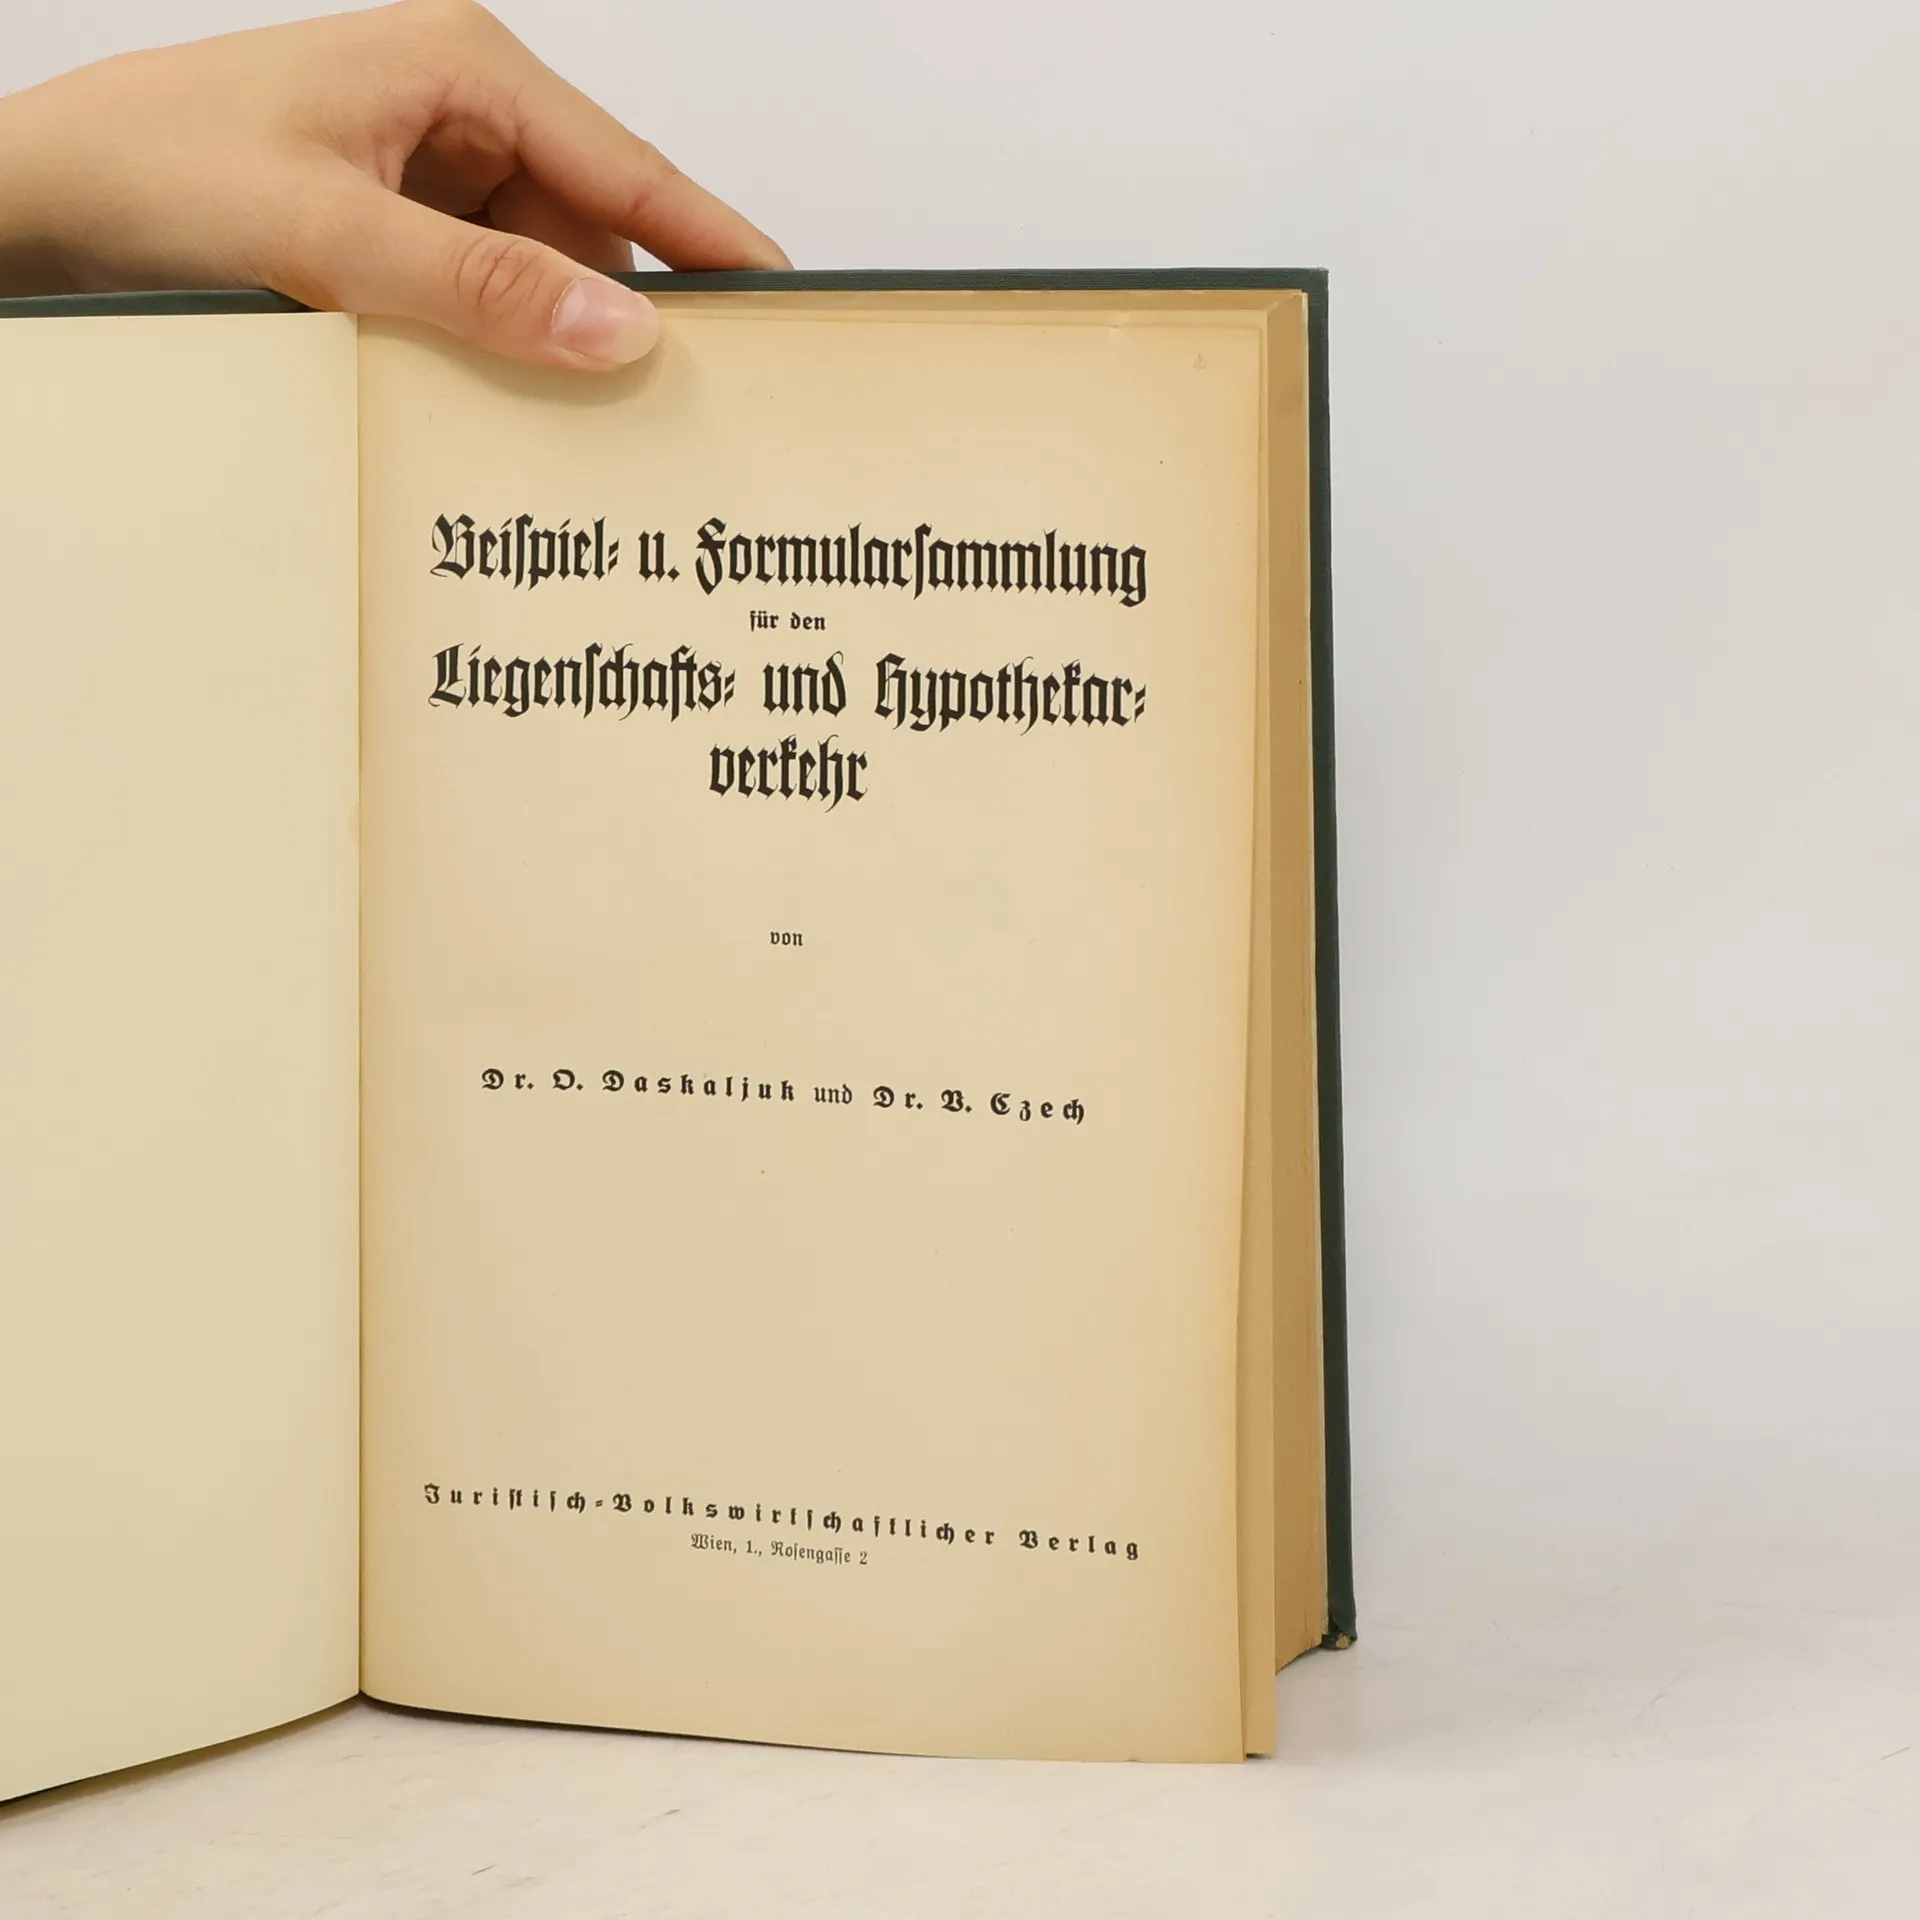 Beiſpiel- u. Formularſammlung
für den
Liegenſchafts- und Hypothekar-
verkehr
von
Dr. O. Daskaljuk und Dr. V. Czech
Juriſtiſch-Volkswirtſchaftlicher Verlag
Wien, 1., Roſengaſſe 2